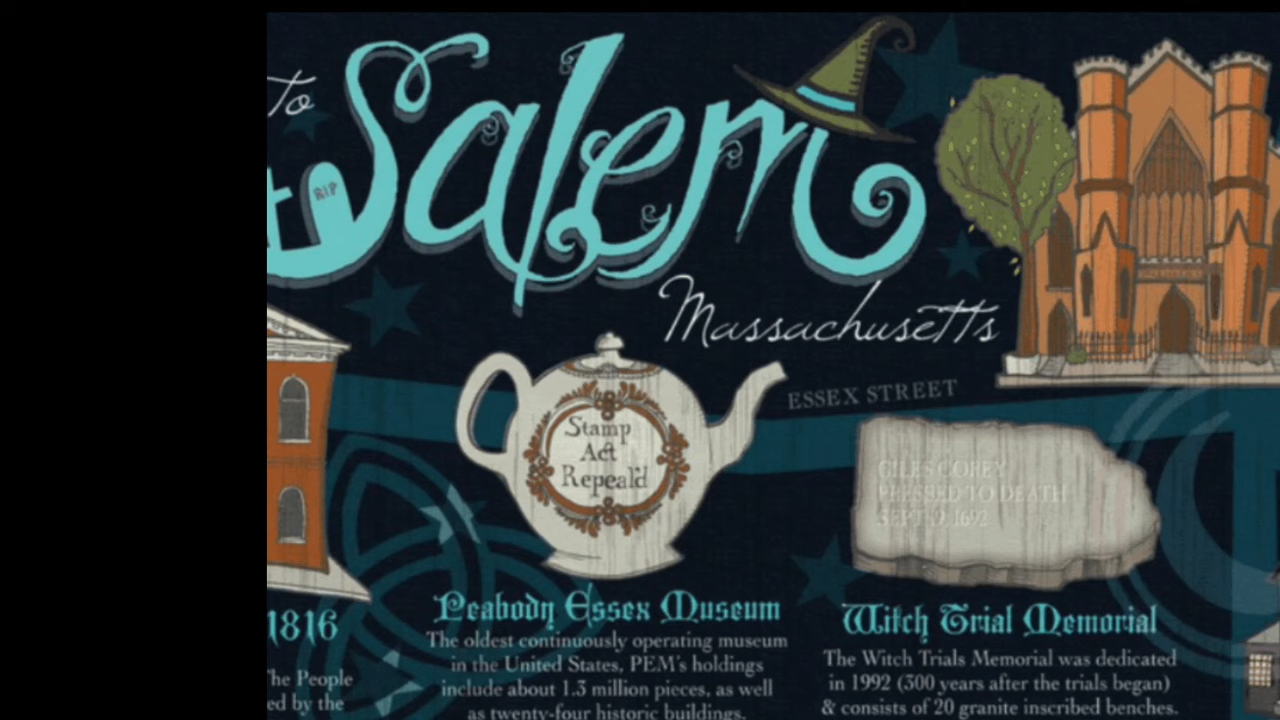 To
Salem
RIP
Massachusetts
ESSEX STREET
Stamp
Act
Repeal'd
GILES COREY
PRESSED TO DEATH
SEPT. 19, 1692
1816
he People
ed by the
Peabody Essex Museum
The oldest continuously operating museum
in the United States, PEM's holdings
include about 1.3 million pieces, as well
as twenty-four historic buildings.
Witch Trial Memorial
The Witch Trials Memorial was dedicated
in 1992 (300 years after the trials began)
& consists of 20 granite inscribed benches.